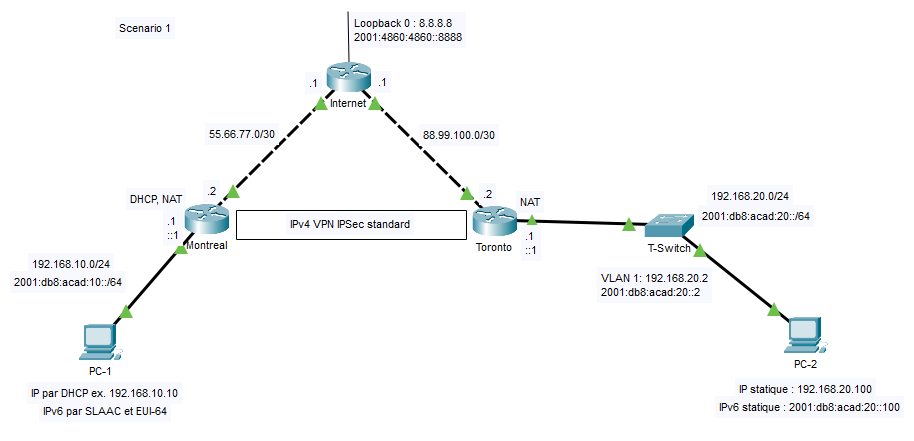 Scenario 1
Loopback 0 : 8.8.8.8
2001:4860:4860::8888
.1
.1
Internet
55.66.77.0/30
88.99.100.0/30
DHCP, NAT
.2
.1
::1
Montreal
IPv4 VPN IPSec standard
.2
NAT
Toronto
.1
::1
192.168.20.0/24
2001:db8:acad:20::/64
T-Switch
VLAN 1: 192.168.20.2
2001:db8:acad:20::2
192.168.10.0/24
2001:db8:acad:10::/64
PC-1
IP par DHCP ex. 192.168.10.10
IPv6 par SLAAC et EUI-64
PC-2
IP statique : 192.168.20.100
IPv6 statique : 2001:db8:acad:20::100